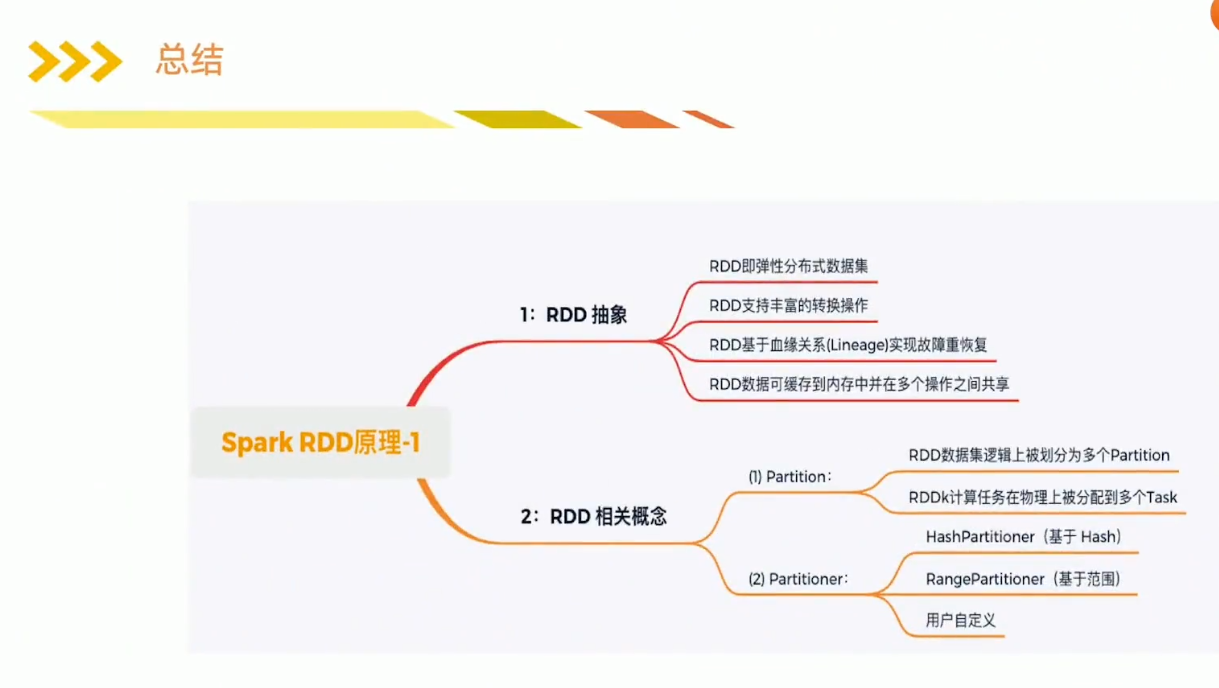 总结
Spark RDD原理-1
1：RDD 抽象
RDD即弹性分布式数据集
RDD支持丰富的转换操作
RDD基于血缘关系(Lineage)实现故障重恢复
RDD数据可缓存到内存中并在多个操作之间共享
2：RDD 相关概念
(1) Partition：
RDD数据集逻辑上被划分为多个Partition
RDDk计算任务在物理上被分配到多个Task
(2) Partitioner：
HashPartitioner（基于 Hash）
RangePartitioner（基于范围）
用户自定义